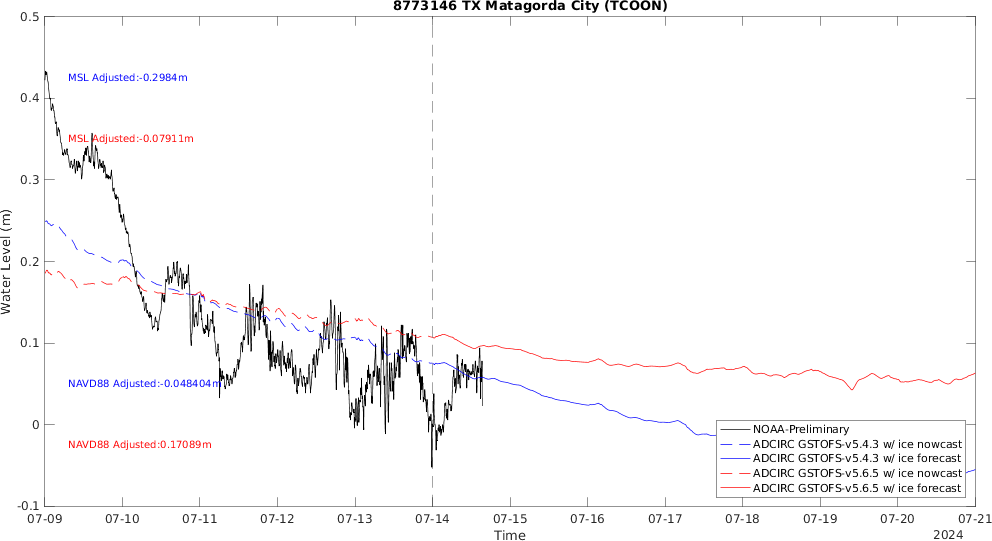 8773146 TX Matagorda City (TCOON)
0.5
0.4
0.3
0.2
0.1
0
-0.1
Water Level (m)
MSL Adjusted:-0.2984m
MSL Adjusted:-0.07911m
NAVD88 Adjusted:-0.048404m
NAVD88 Adjusted:0.17089m
NOAA-Preliminary
ADCIRC GSTOFS-v5.4.3 w/ ice nowcast
ADCIRC GSTOFS-v5.4.3 w/ ice forecast
ADCIRC GSTOFS-v5.6.5 w/ ice nowcast
ADCIRC GSTOFS-v5.6.5 w/ ice forecast
07-09 07-10 07-11 07-12 07-13 07-14 07-15 07-16 07-17 07-18 07-19 07-20 07-21
Time
2024